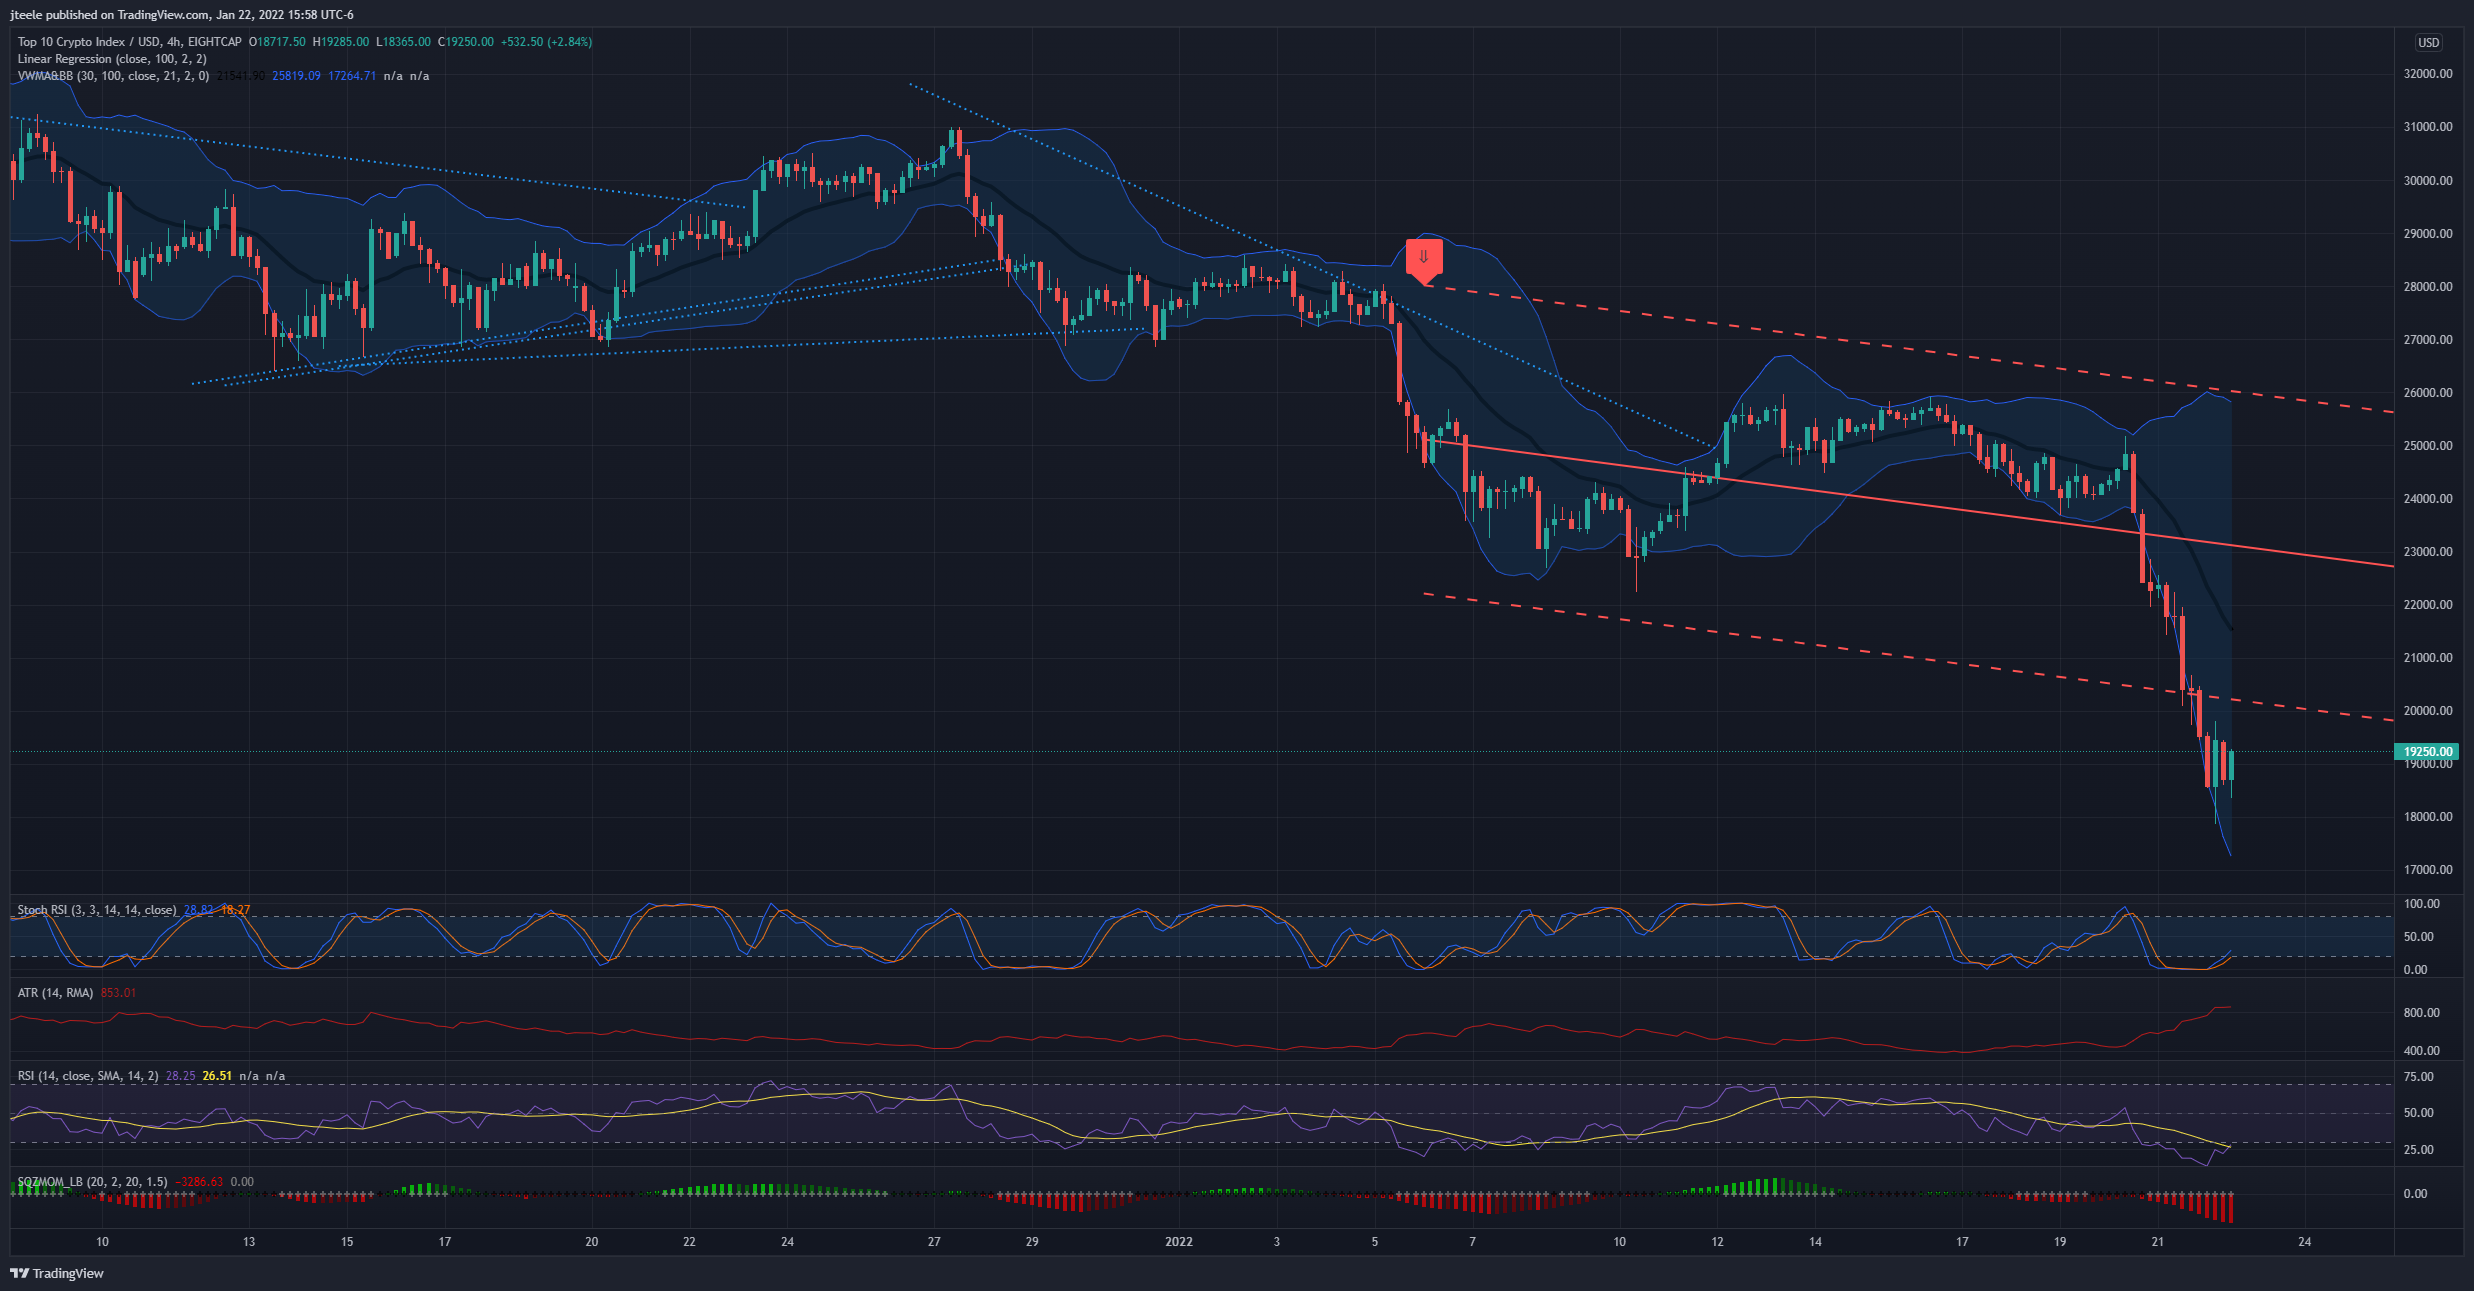 jteele published on TradingView.com, Jan 22, 2022 15:58 UTC-6
Top 10 Crypto Index / USD, 4h, EIGHTCAP O18717.50 H19285.00 L18365.00 C19250.00 +532.50 (+2.84%)
Linear Regression (close, 100, 2, 2)
VWMA&BB (30, 100, close, 21, 2, 0) 21541.90 25819.09 17264.71 n/a n/a
USD
32000.00
31000.00
30000.00
29000.00
28000.00
27000.00
26000.00
25000.00
24000.00
23000.00
22000.00
21000.00
20000.00
19250.00
19000.00
18000.00
17000.00
Stoch RSI (3, 3, 14, 14, close) 28.82 18.27
100.00
50.00
0.00
ATR (14, RMA) 853.01
800.00
400.00
RSI (14, close, SMA, 14, 2) 28.25 26.51 n/a n/a
75.00
50.00
25.00
SQZMOM_LB (20, 2, 20, 1.5) −3286.63 0.00
0.00
10 13 15 17 20 22 24 27 29 2022 3 5 7 10 12 14 17 19 21 24
TradingView